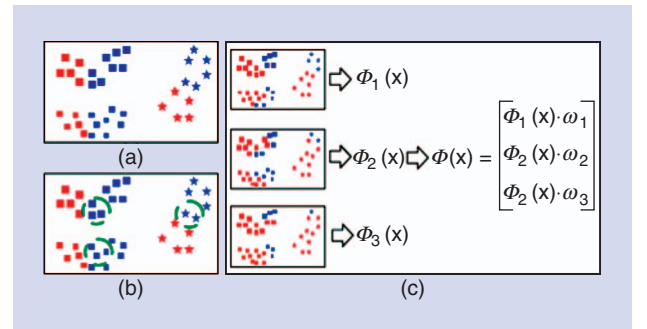 Φ₁ (x)
Φ₂ (x) Φ(x) = [Φ₁ (x)·ω₁
Φ₂ (x)·ω₂
Φ₂ (x)·ω₃]
Φ₃ (x)
(a)
(b)
(c)